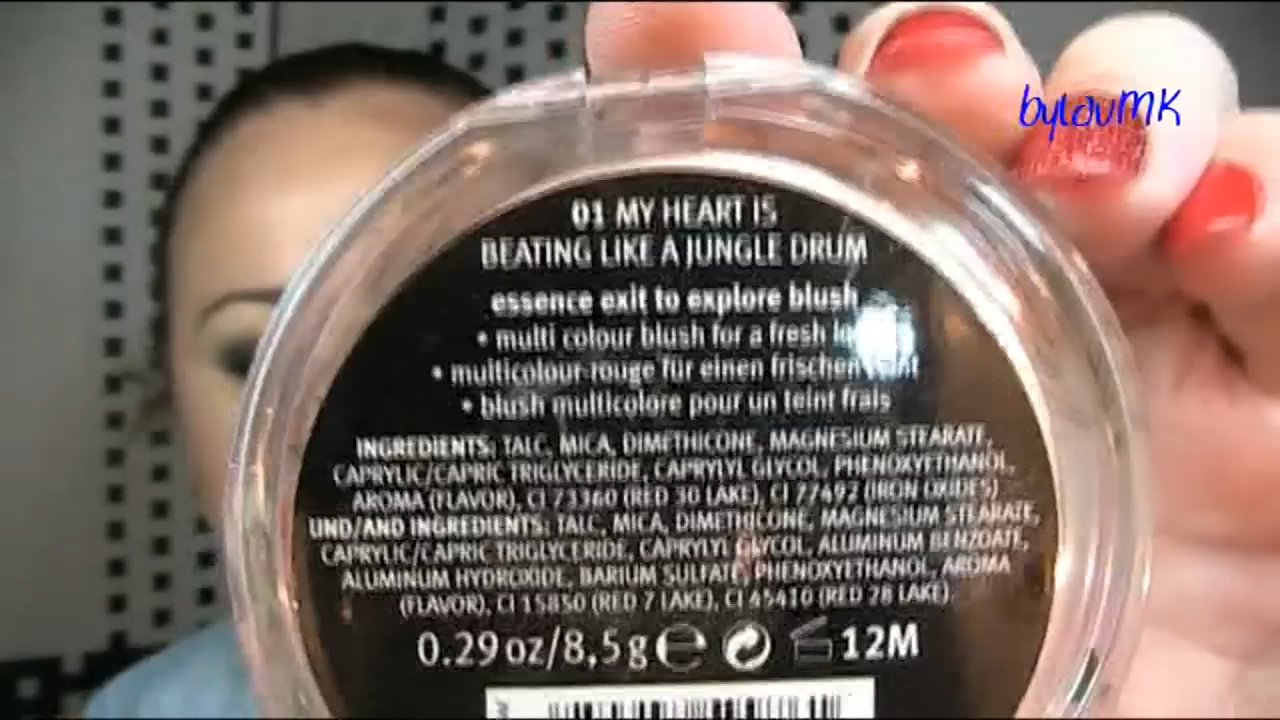 bylavMK
01 MY HEART IS
BEATING LIKE A JUNGLE DRUM
essence exit to explore blush
• multi colour blush for a fresh
• multicolour-rouge für einen frischen
• blush multicolore pour un teint frais
INGREDIENTS: TALC, MICA, DIMETHICONE, MAGNESIUM STEARATE,
CAPRYLIC/CAPRIC TRIGLYCERIDE, CAPRYLYL GLYCOL, PHENOXYETHANOL,
AROMA (FLAVOR), CI 73360 (RED 30 LAKE), CI 77492 (IRON OXIDES)
UND/AND INGREDIENTS: TALC, MICA, DIMETHICONE, MAGNESIUM STEARATE,
CAPRYLIC/CAPRIC TRIGLYCERIDE, CAPRYLYL GLYCOL, ALUMINUM BENZOATE,
ALUMINUM HYDROXIDE, BARIUM SULFATE, PHENOXYETHANOL, AROMA
(FLAVOR), CI 15850 (RED 7 LAKE), CI 45410 (RED 28 LAKE).
0.29 oz/8,5g e 12M